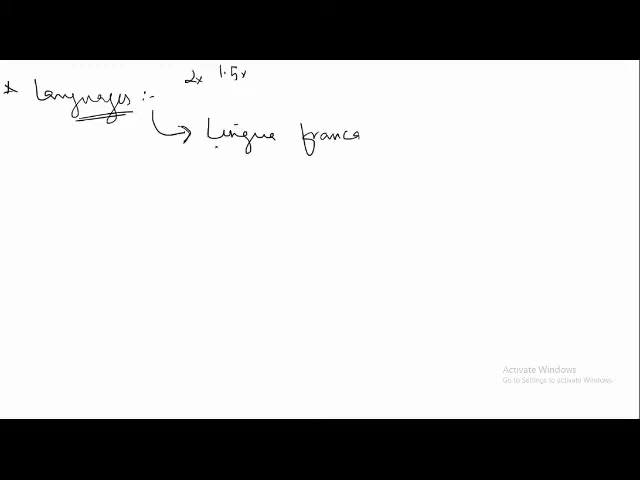 2x 1.5x
* Languages :-
→ Lingua franca
Activate Windows
Go to Settings to activate Windows.